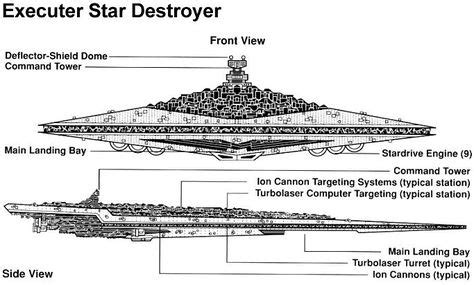 Executer Star Destroyer
Front View
Deflector-Shield Dome
Command Tower
Main Landing Bay
Stardrive Engine (9)
Command Tower
Ion Cannon Targeting Systems (typical station)
Turbolaser Computer Targeting (typical station)
Main Landing Bay
Turbolaser Turret (typical)
Ion Cannons (typical)
Side View